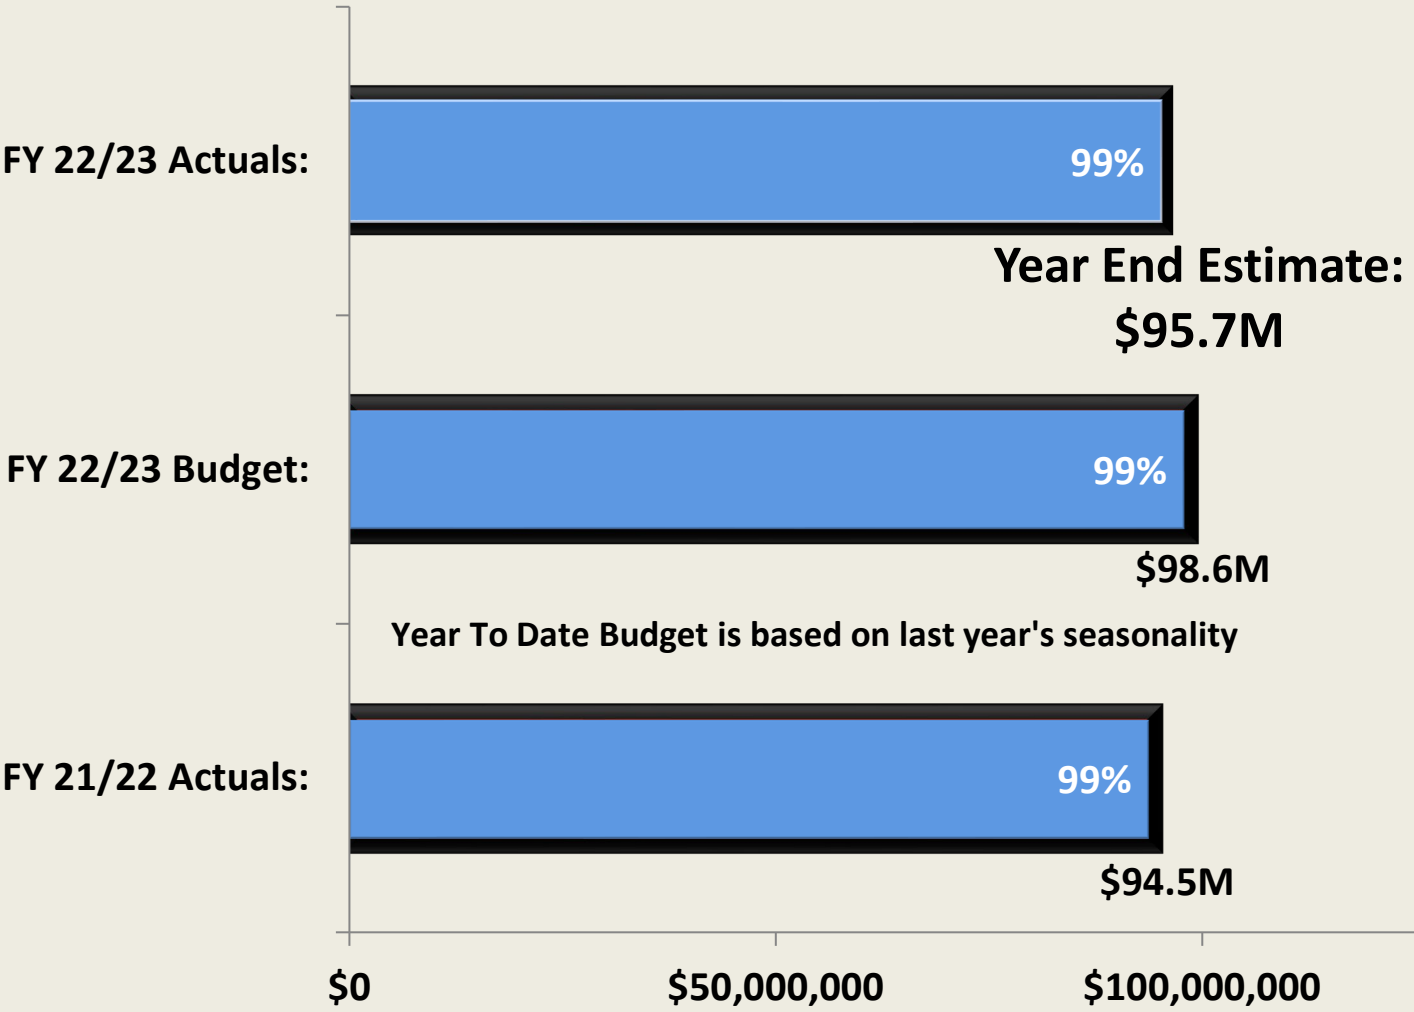 FY 22/23 Actuals:
99%
Year End Estimate:
$95.7M
FY 22/23 Budget:
99%
$98.6M
Year To Date Budget is based on last year's seasonality
FY 21/22 Actuals:
99%
$94.5M
$0
$50,000,000
$100,000,000